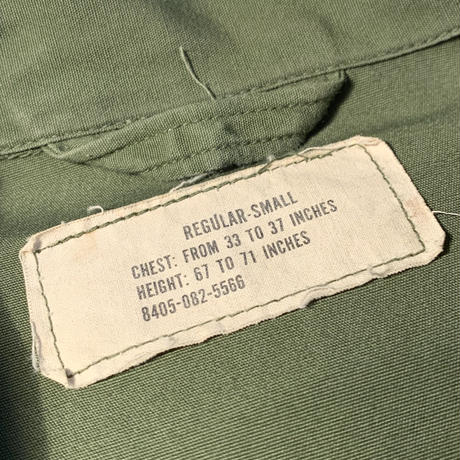 REGULAR-SMALL
CHEST: FROM 33 TO 37 INCHES
HEIGHT: 67 TO 71 INCHES
8405-082-5566